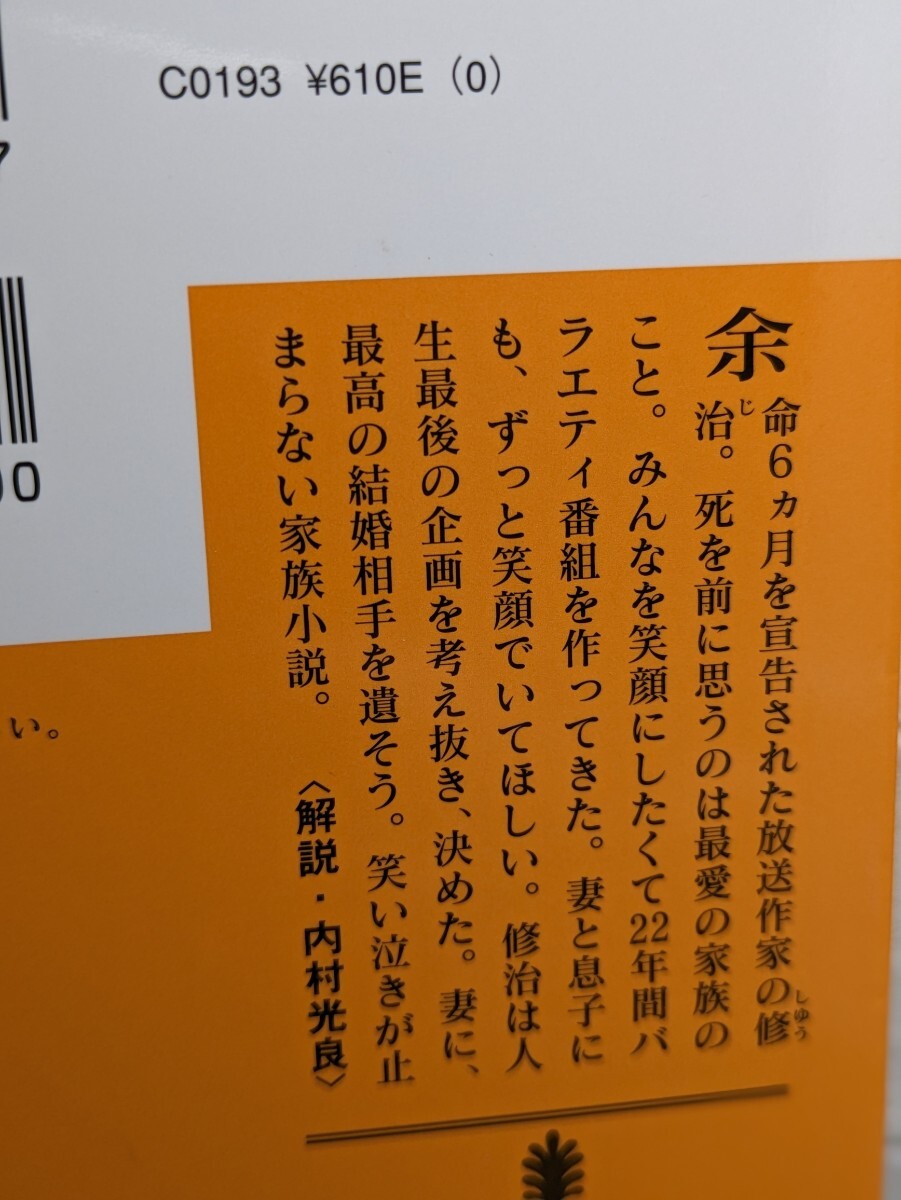 C0193 ¥610E (0)
7
00
い。
余命6ヵ月を宣告された放送作家の修
治。死を前に思うのは最愛の家族の
こと。みんなを笑顔にしたくて22年間バ
ラエティ番組を作ってきた。妻と息子に
も、ずっと笑顔でいてほしい。修治は人
生最後の企画を考え抜き、決めた。妻に、
最高の結婚相手を遺そう。笑い泣きが止
まらない家族小説。〈解説・内村光良〉
しゆう
じ